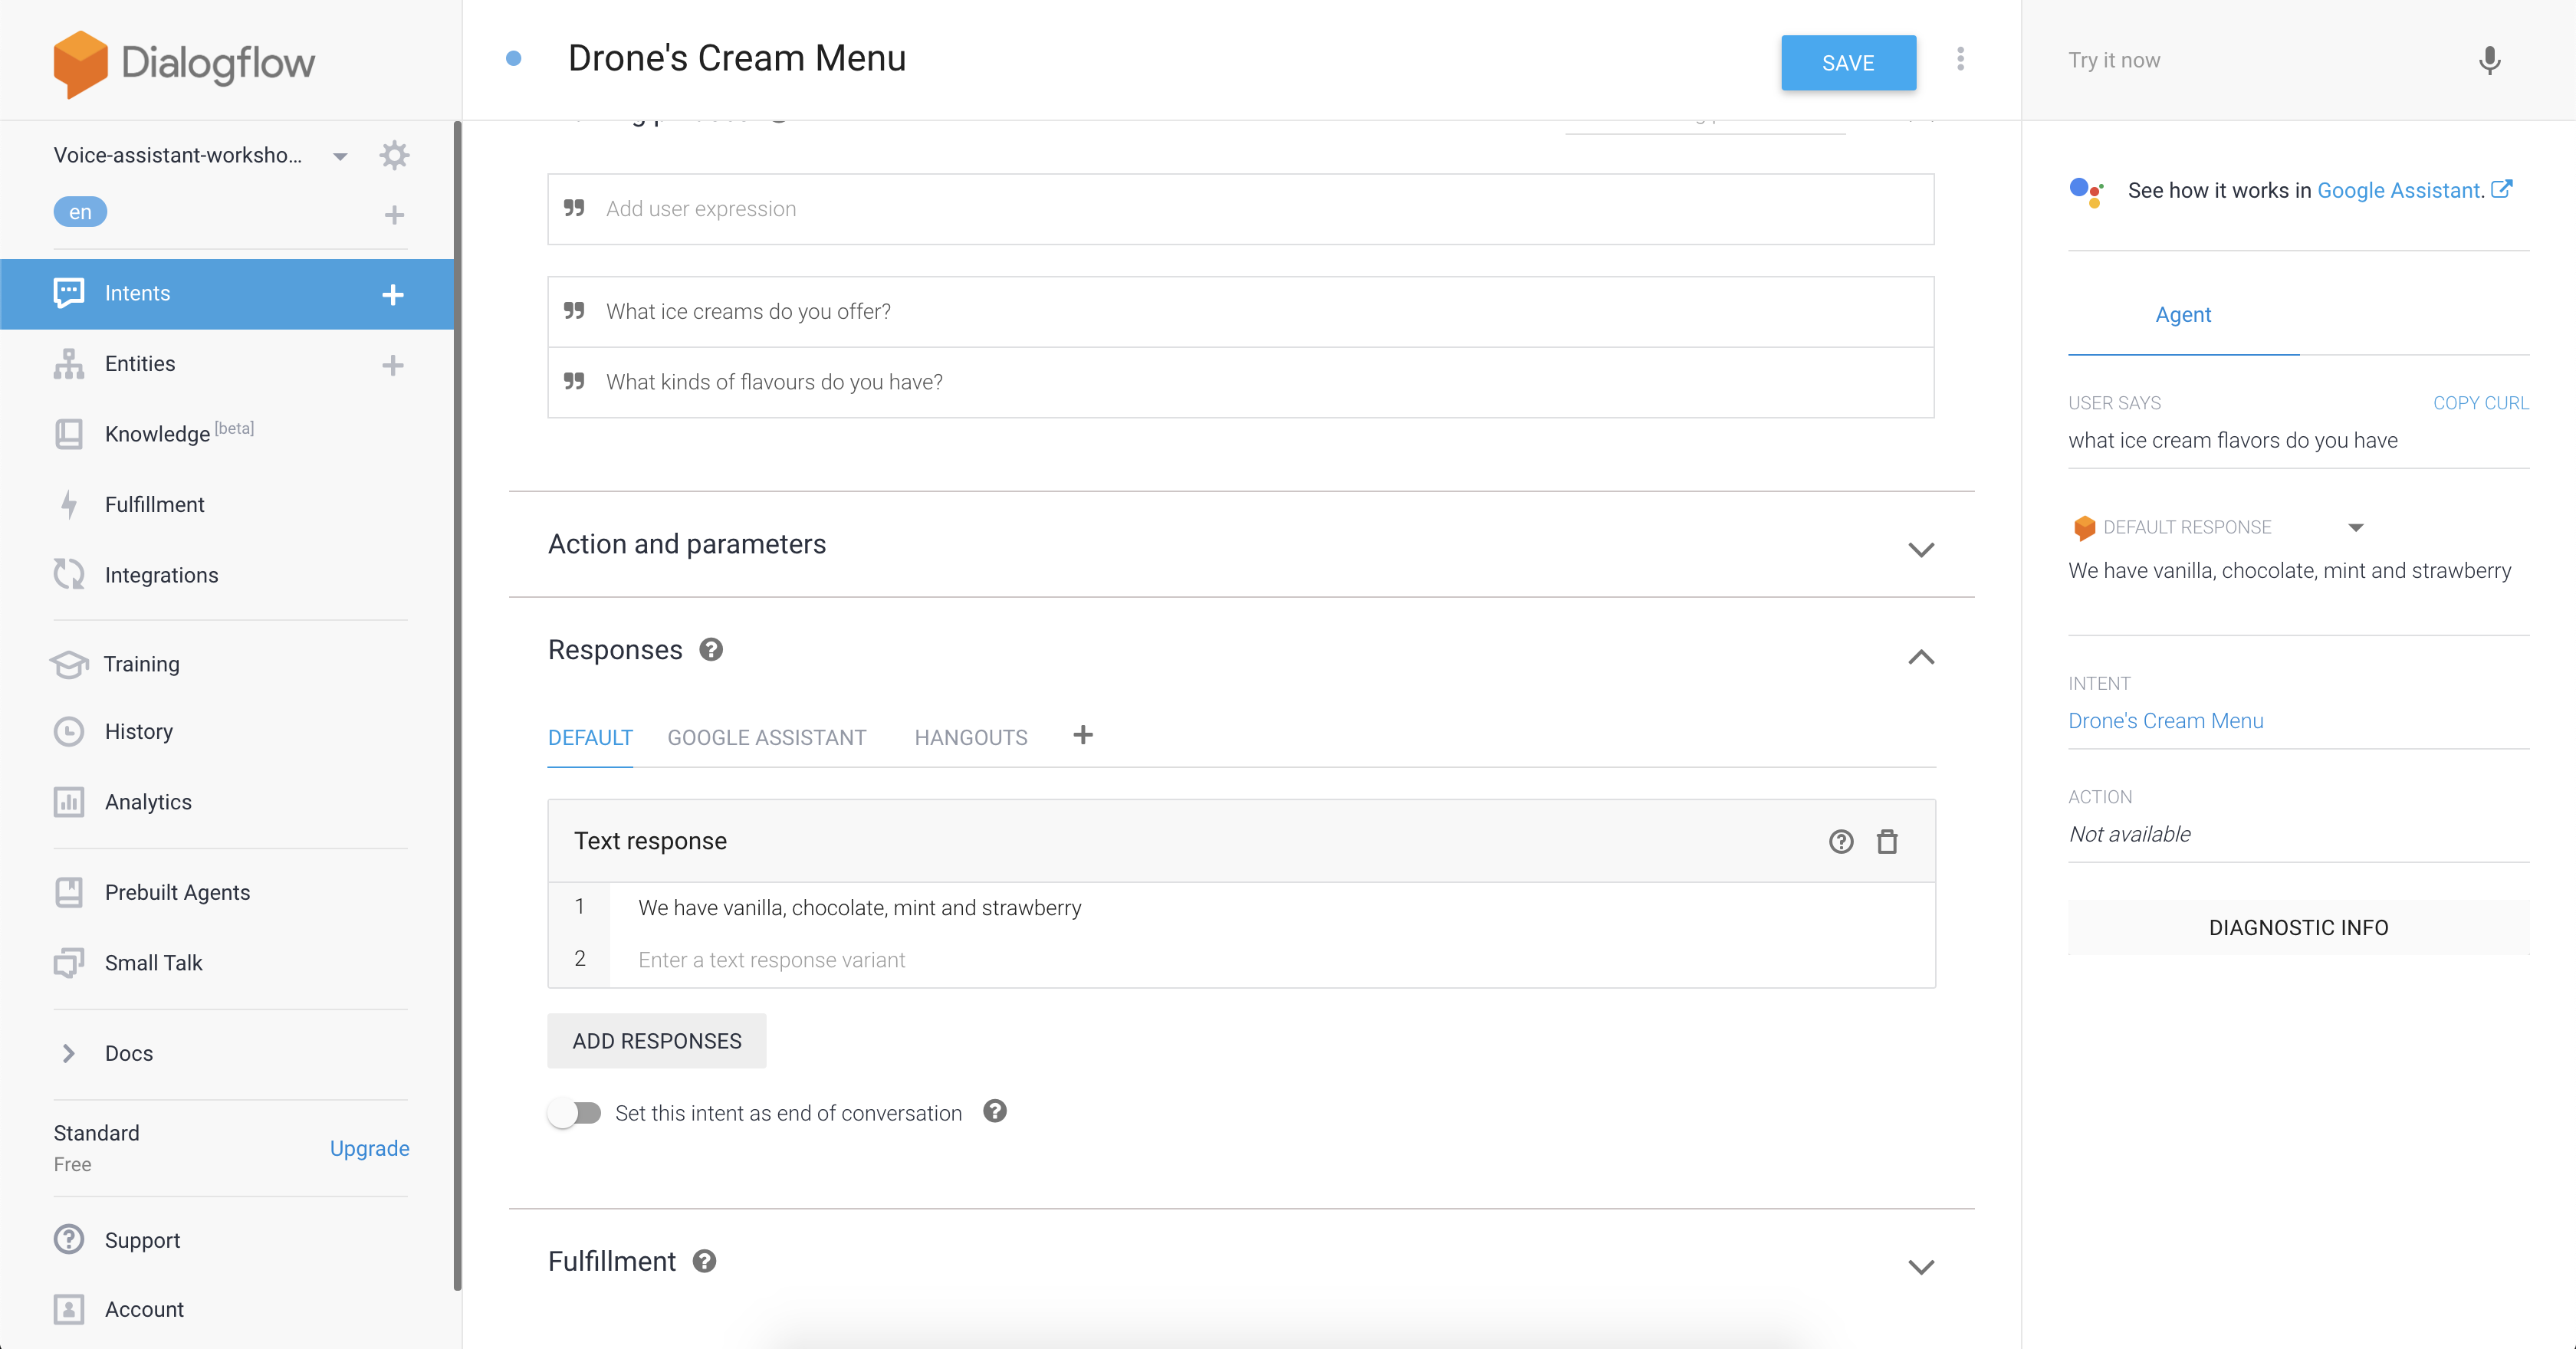 Dialogflow
Voice-assistant-worksho...
en
Intents
Entities
Knowledge [beta]
Fulfillment
Integrations
Training
History
Analytics
Prebuilt Agents
Small Talk
Docs
Standard
Free
Upgrade
Support
Account
Drone's Cream Menu
SAVE
Add user expression
What ice creams do you offer?
What kinds of flavours do you have?
Action and parameters
Responses
DEFAULT GOOGLE ASSISTANT HANGOUTS
Text response
1 We have vanilla, chocolate, mint and strawberry
2 Enter a text response variant
ADD RESPONSES
Set this intent as end of conversation
Fulfillment
Try it now
See how it works in Google Assistant.
Agent
USER SAYS COPY CURL
what ice cream flavors do you have
DEFAULT RESPONSE
We have vanilla, chocolate, mint and strawberry
INTENT
Drone's Cream Menu
ACTION
Not available
DIAGNOSTIC INFO